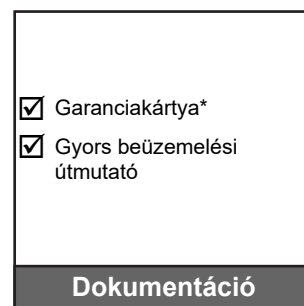 ☑ Garanciakártya*
☑ Gyors beüzemelési
útmutató
Dokumentáció